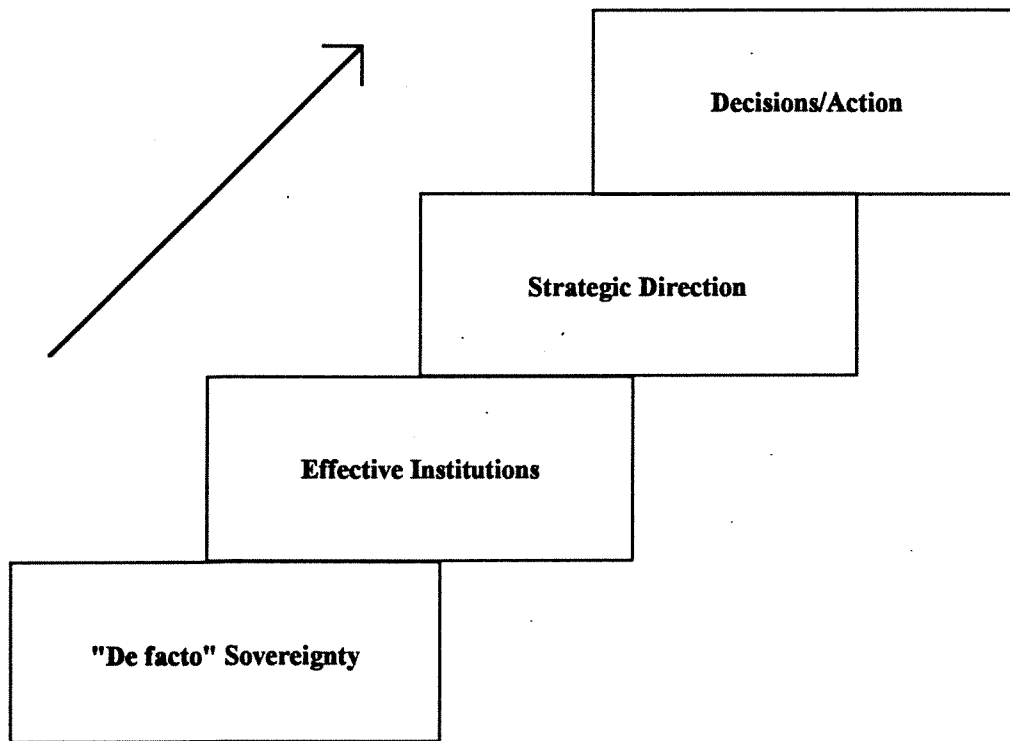 Decisions/Action
Strategic Direction
Effective Institutions
"De facto" Sovereignty